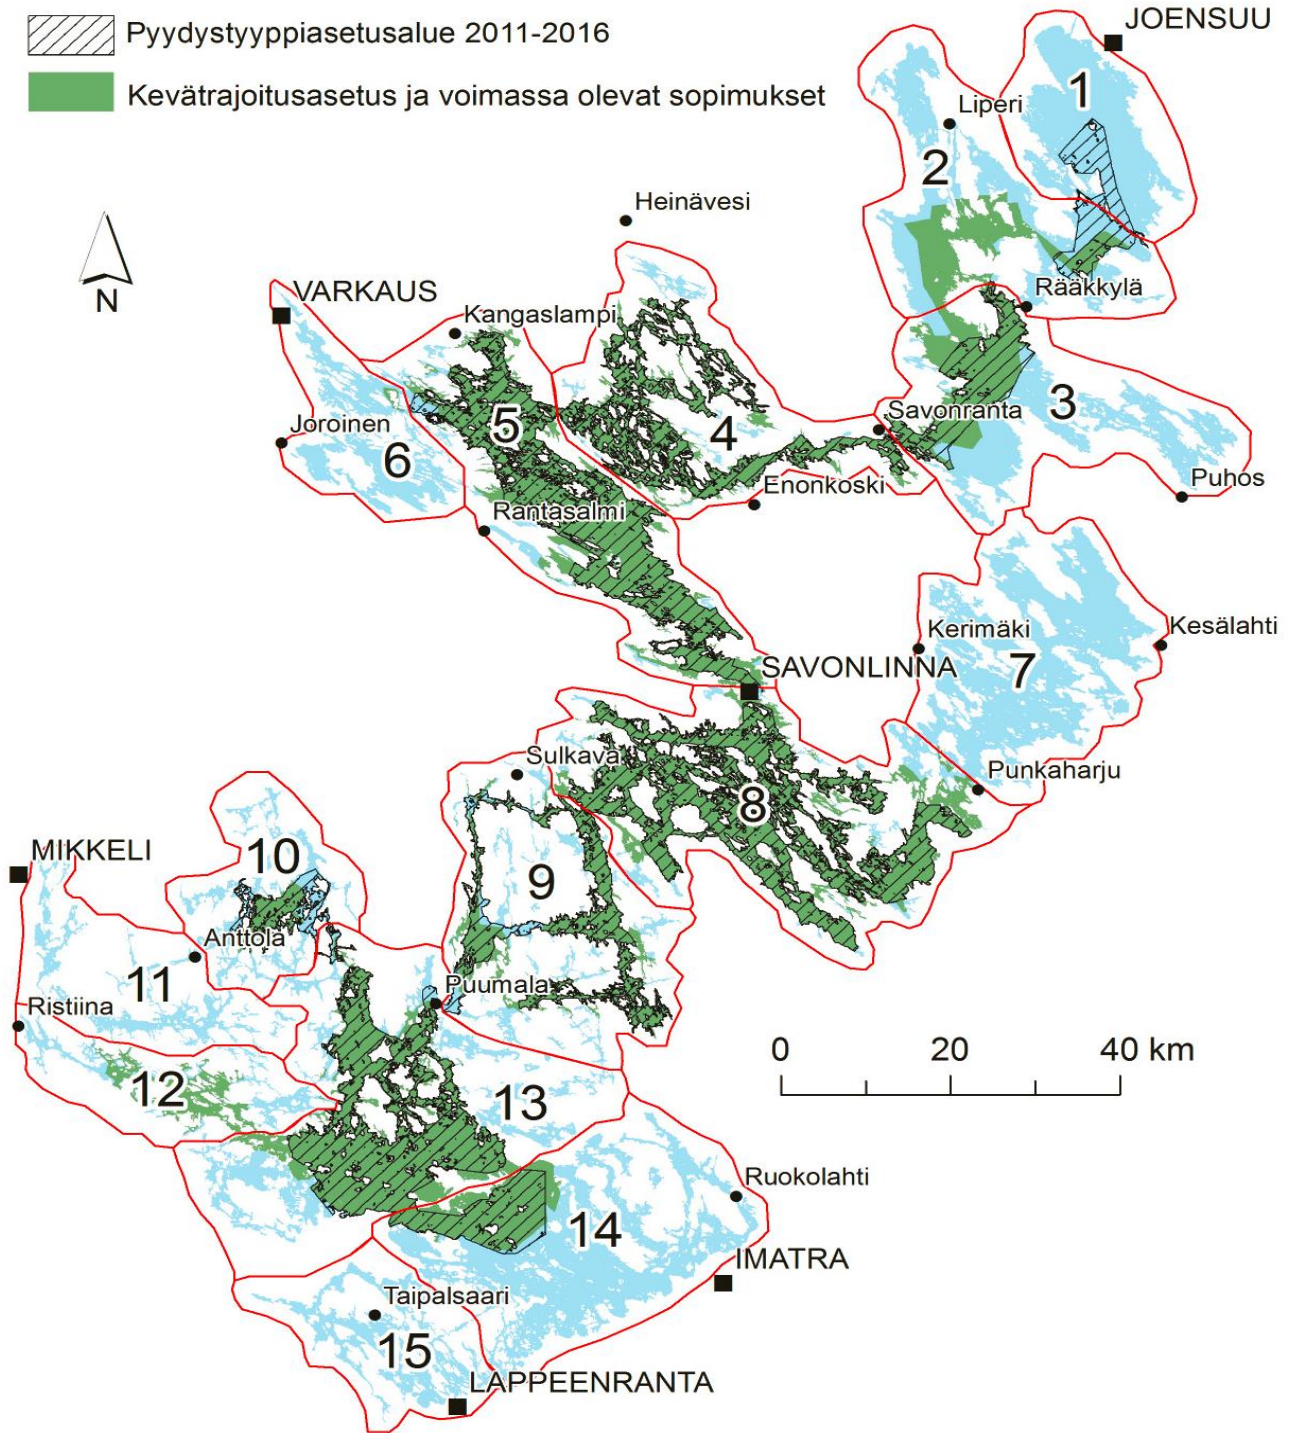 Pyydystyyppiasetusalue 2011-2016
Kevätrajoitusasetus ja voimassa olevat sopimukset
JOENSUU
1
Liperi
2
Heinävesi
N
VARKAUS
Kangaslampi
Rääkkylä
Joroinen
5
4
Savonranta
3
6
Enonkoski
Puhos
Rantasalmi
Kerimäki
Kesälahti
SAVONLINNA
7
Sulkava
Punkaharju
8
MIKKELI
10
9
Anttola
11
Puumala
Ristiina
0 20 40 km
12
13
Ruokolahti
14
IMATRA
Taipalsaari
15
LAPPEENRANTA